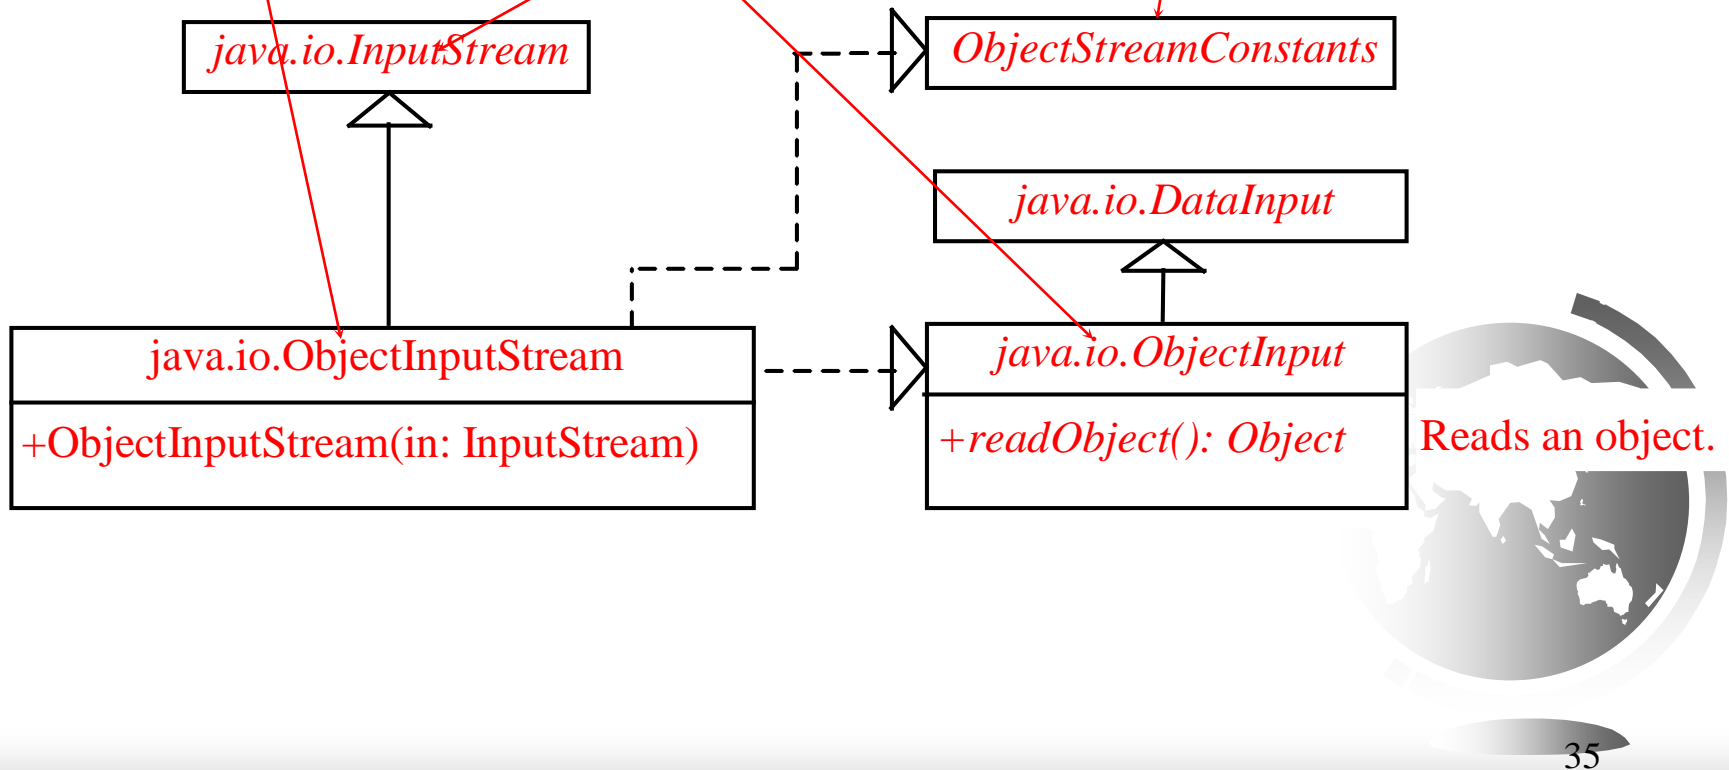 java.io.InputStream
ObjectStreamConstants
java.io.DataInput
java.io.ObjectInputStream
java.io.ObjectInput
+ObjectInputStream(in: InputStream)
+readObject(): Object
Reads an object.
35